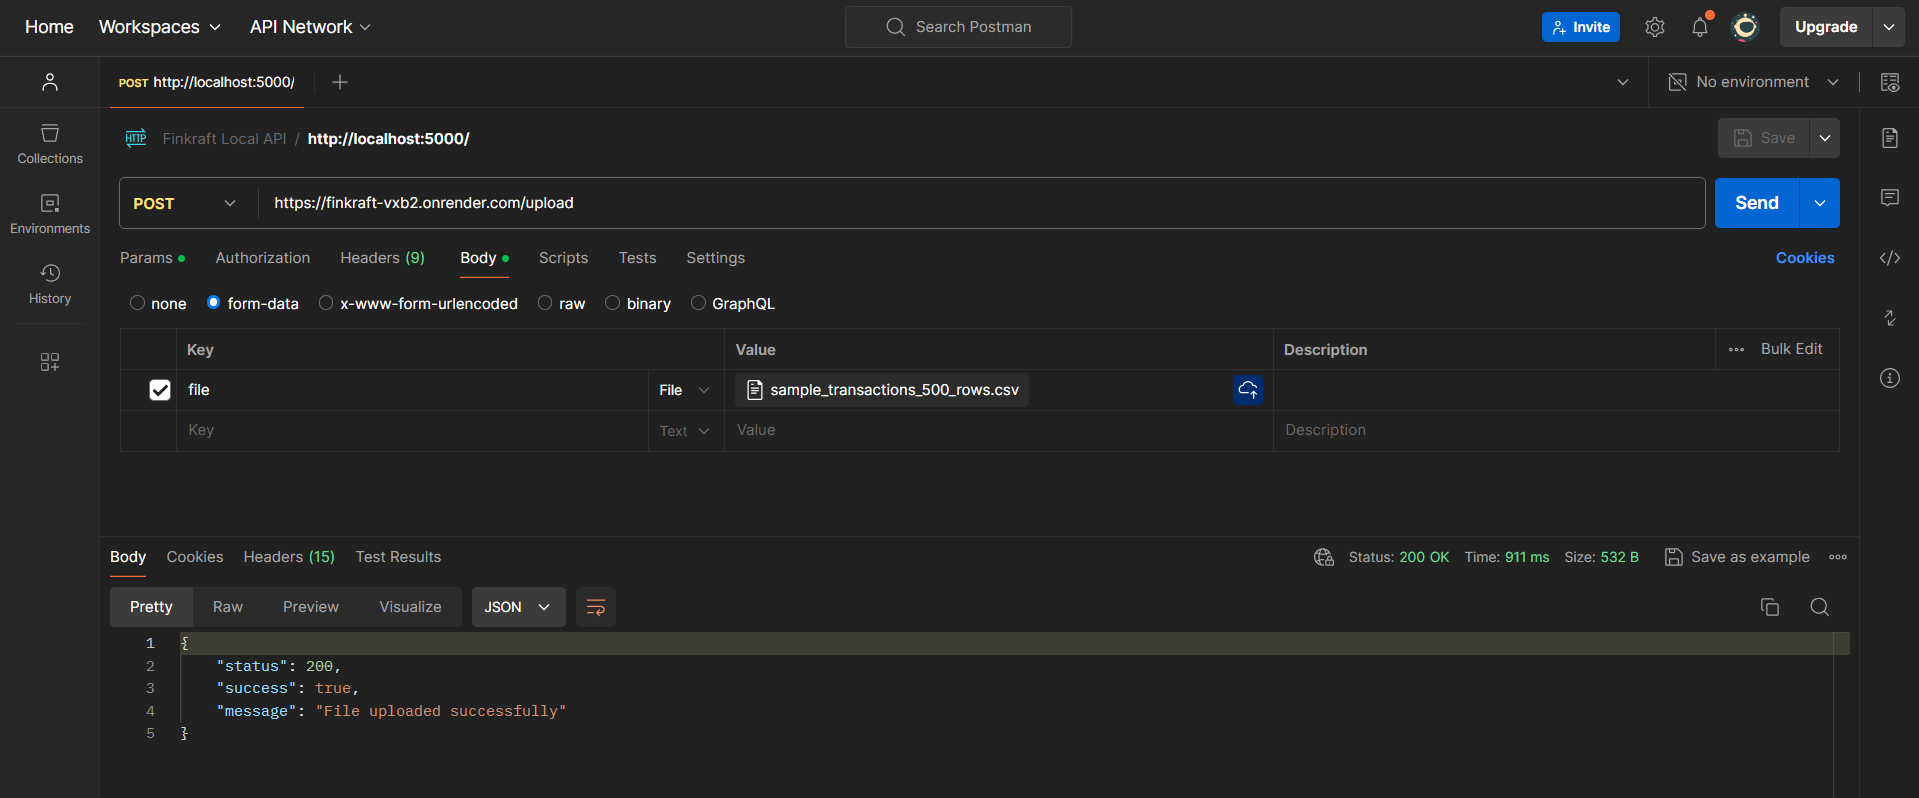 Home Workspaces API Network Search Postman Invite Upgrade
POST http://localhost:5000/ No environment
HTTP Finkraft Local API / http://localhost:5000/ Save
Collections
POST https://finkraft-vxb2.onrender.com/upload Send
Environments
Params Authorization Headers (9) Body Scripts Tests Settings Cookies
History
none form-data x-www-form-urlencoded raw binary GraphQL
Key Value Description Bulk Edit
file File sample_transactions_500_rows.csv
Key Text Value Description
Body Cookies Headers (15) Test Results Status: 200 OK Time: 911 ms Size: 532 B Save as example
Pretty Raw Preview Visualize JSON
1 {
2 "status": 200,
3 "success": true,
4 "message": "File uploaded successfully"
5 }